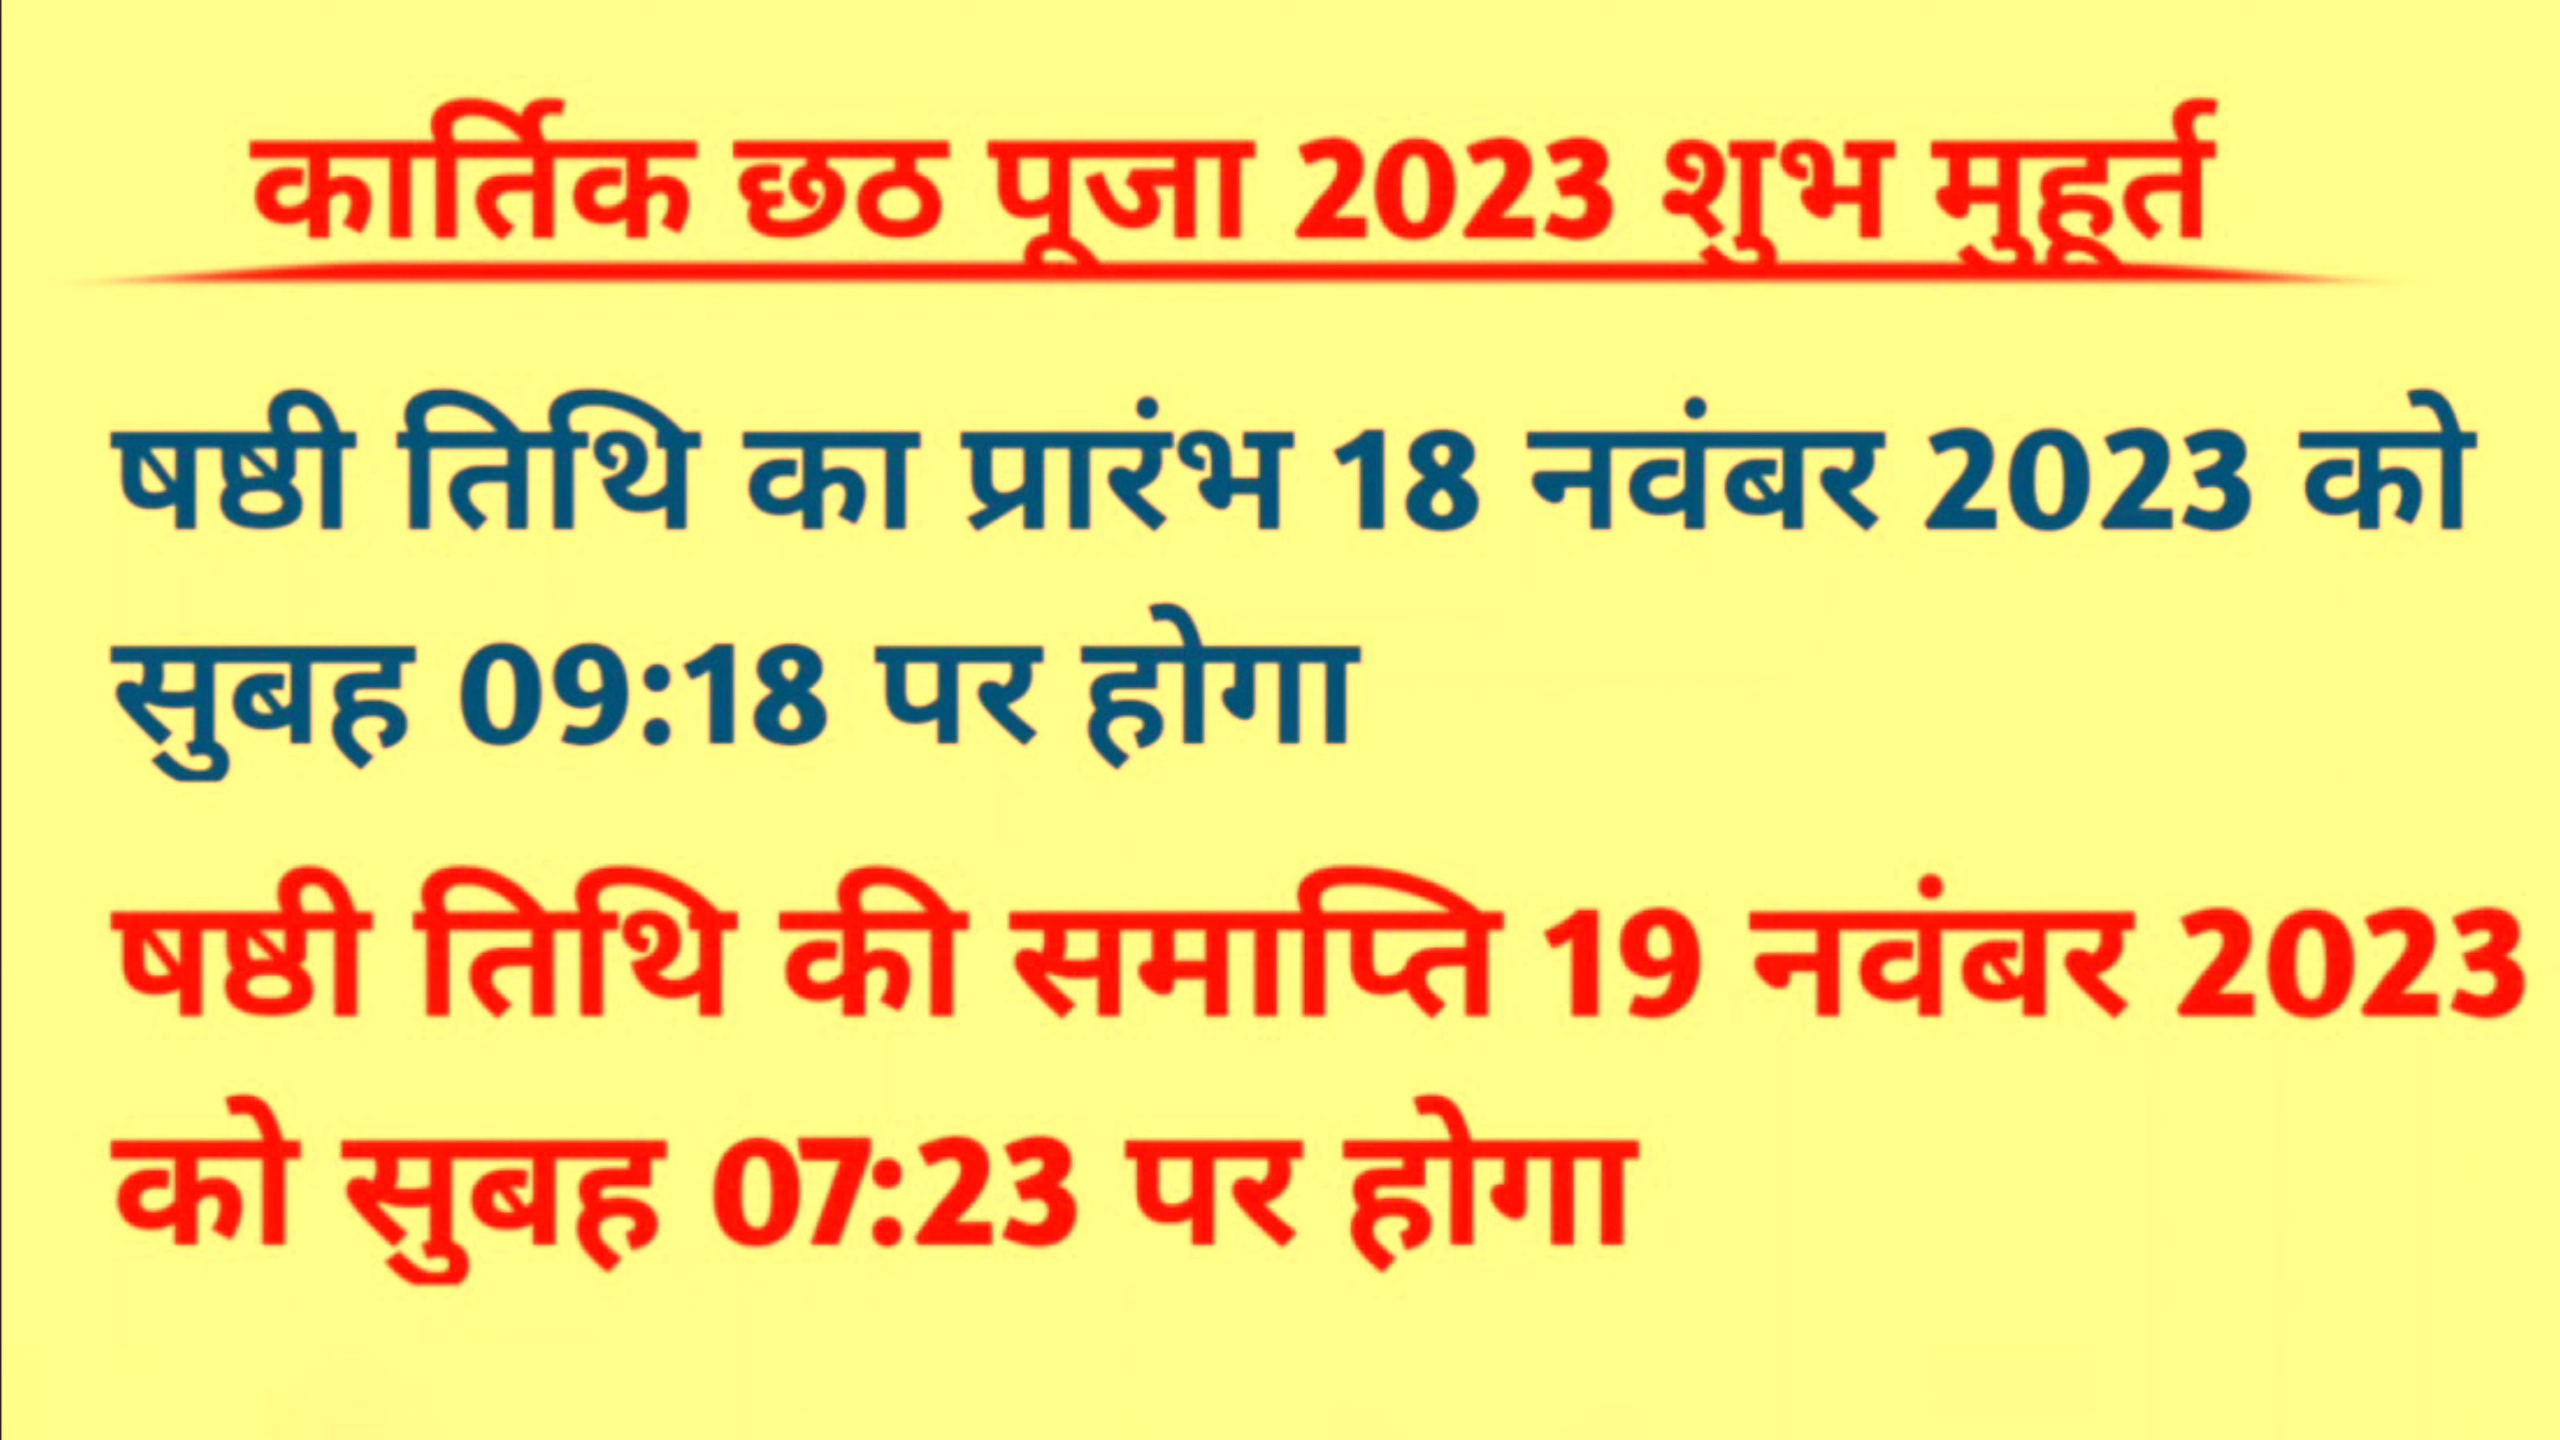 कार्तिक छठ पूजा 2023 शुभ मुहूर्त
षष्ठी तिथि का प्रारंभ 18 नवंबर 2023 को
सुबह 09:18 पर होगा
षष्ठी तिथि की समाप्ति 19 नवंबर 2023
को सुबह 07:23 पर होगा